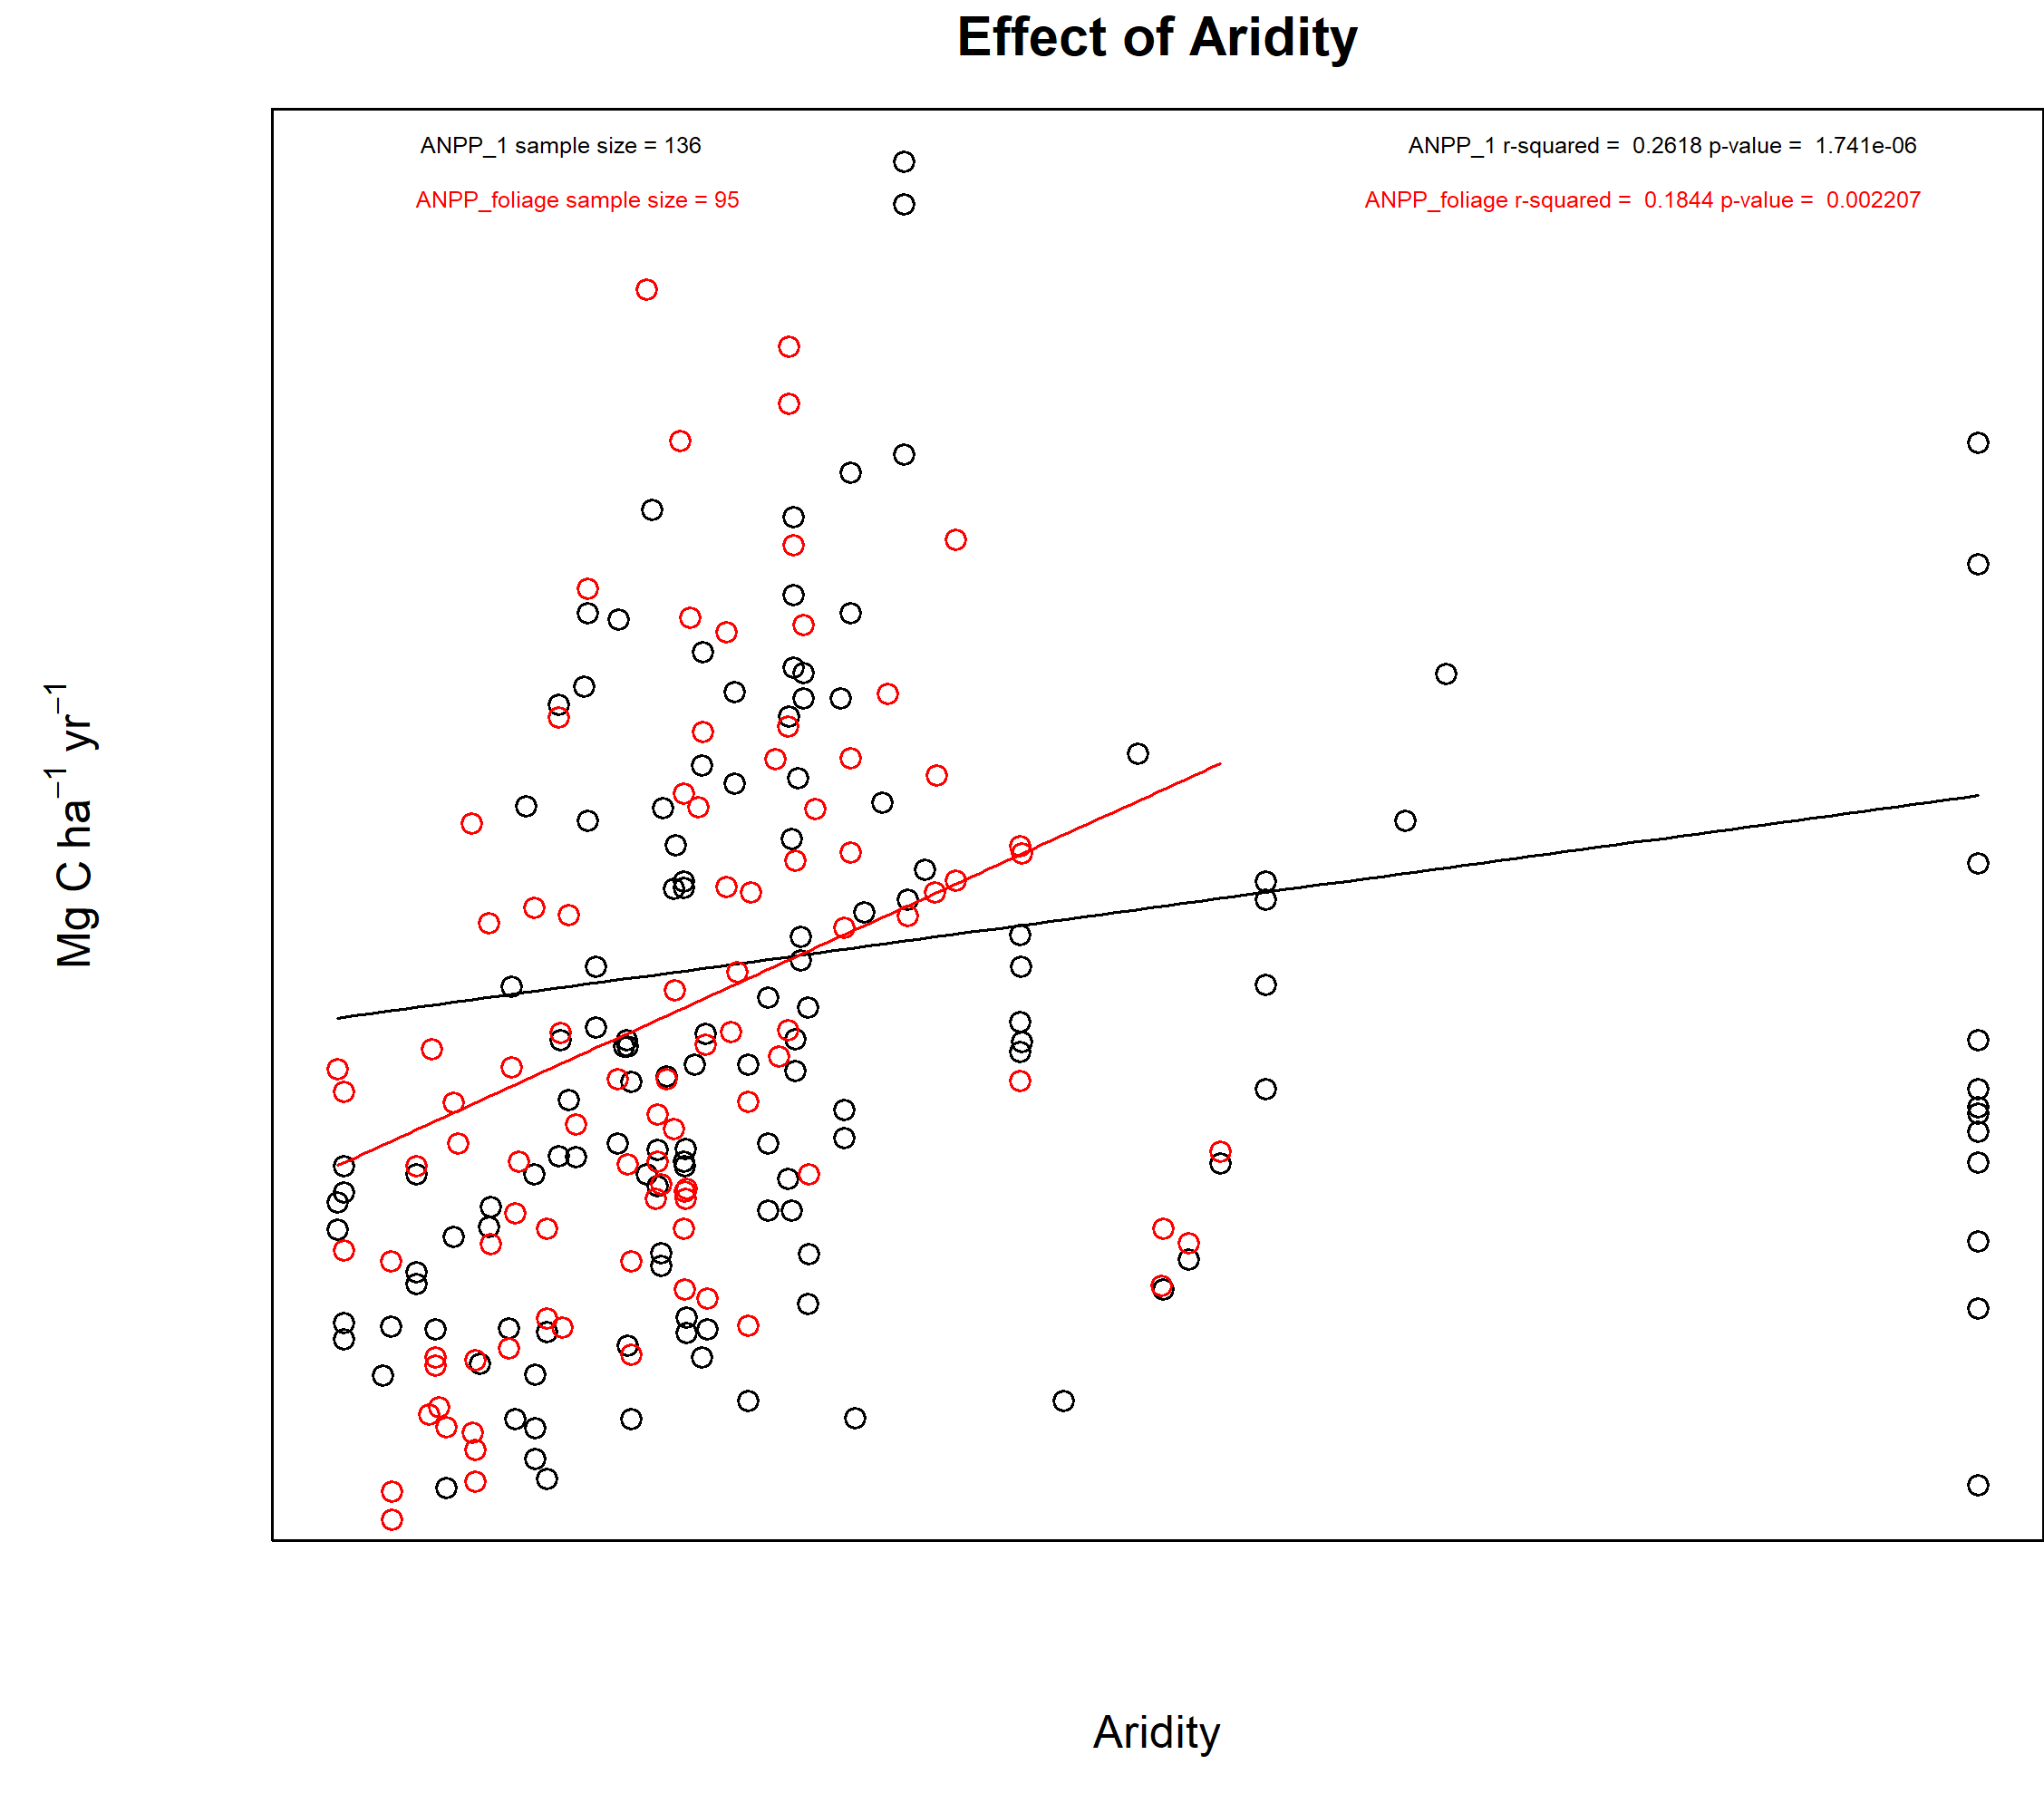 Effect of Aridity
ANPP_1 sample size = 136
ANPP_1 r-squared = 0.2618 p-value = 1.741e-06
ANPP_foliage sample size = 95
ANPP_foliage r-squared = 0.1844 p-value = 0.002207
Mg C ha⁻¹ yr⁻¹
Aridity